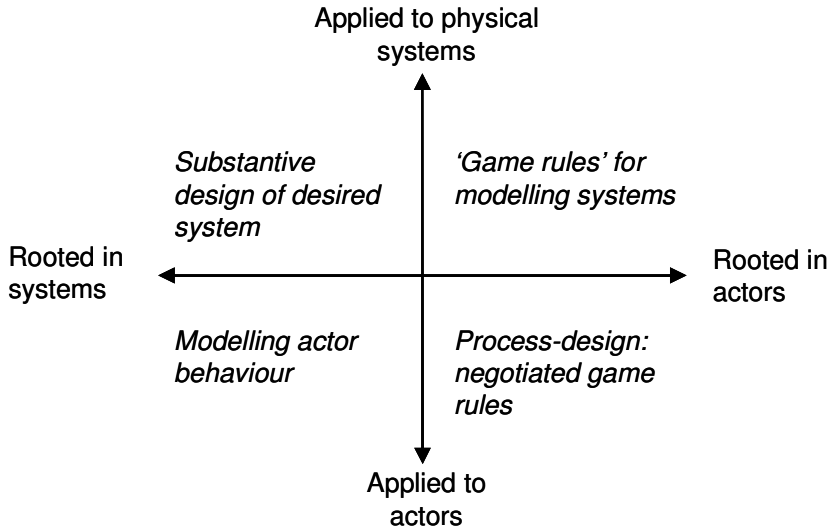 Applied to physical
systems
Substantive
design of desired
system
‘Game rules’ for
modelling systems
Rooted in
systems
Rooted in
actors
Modelling actor
behaviour
Process-design:
negotiated game
rules
Applied to
actors